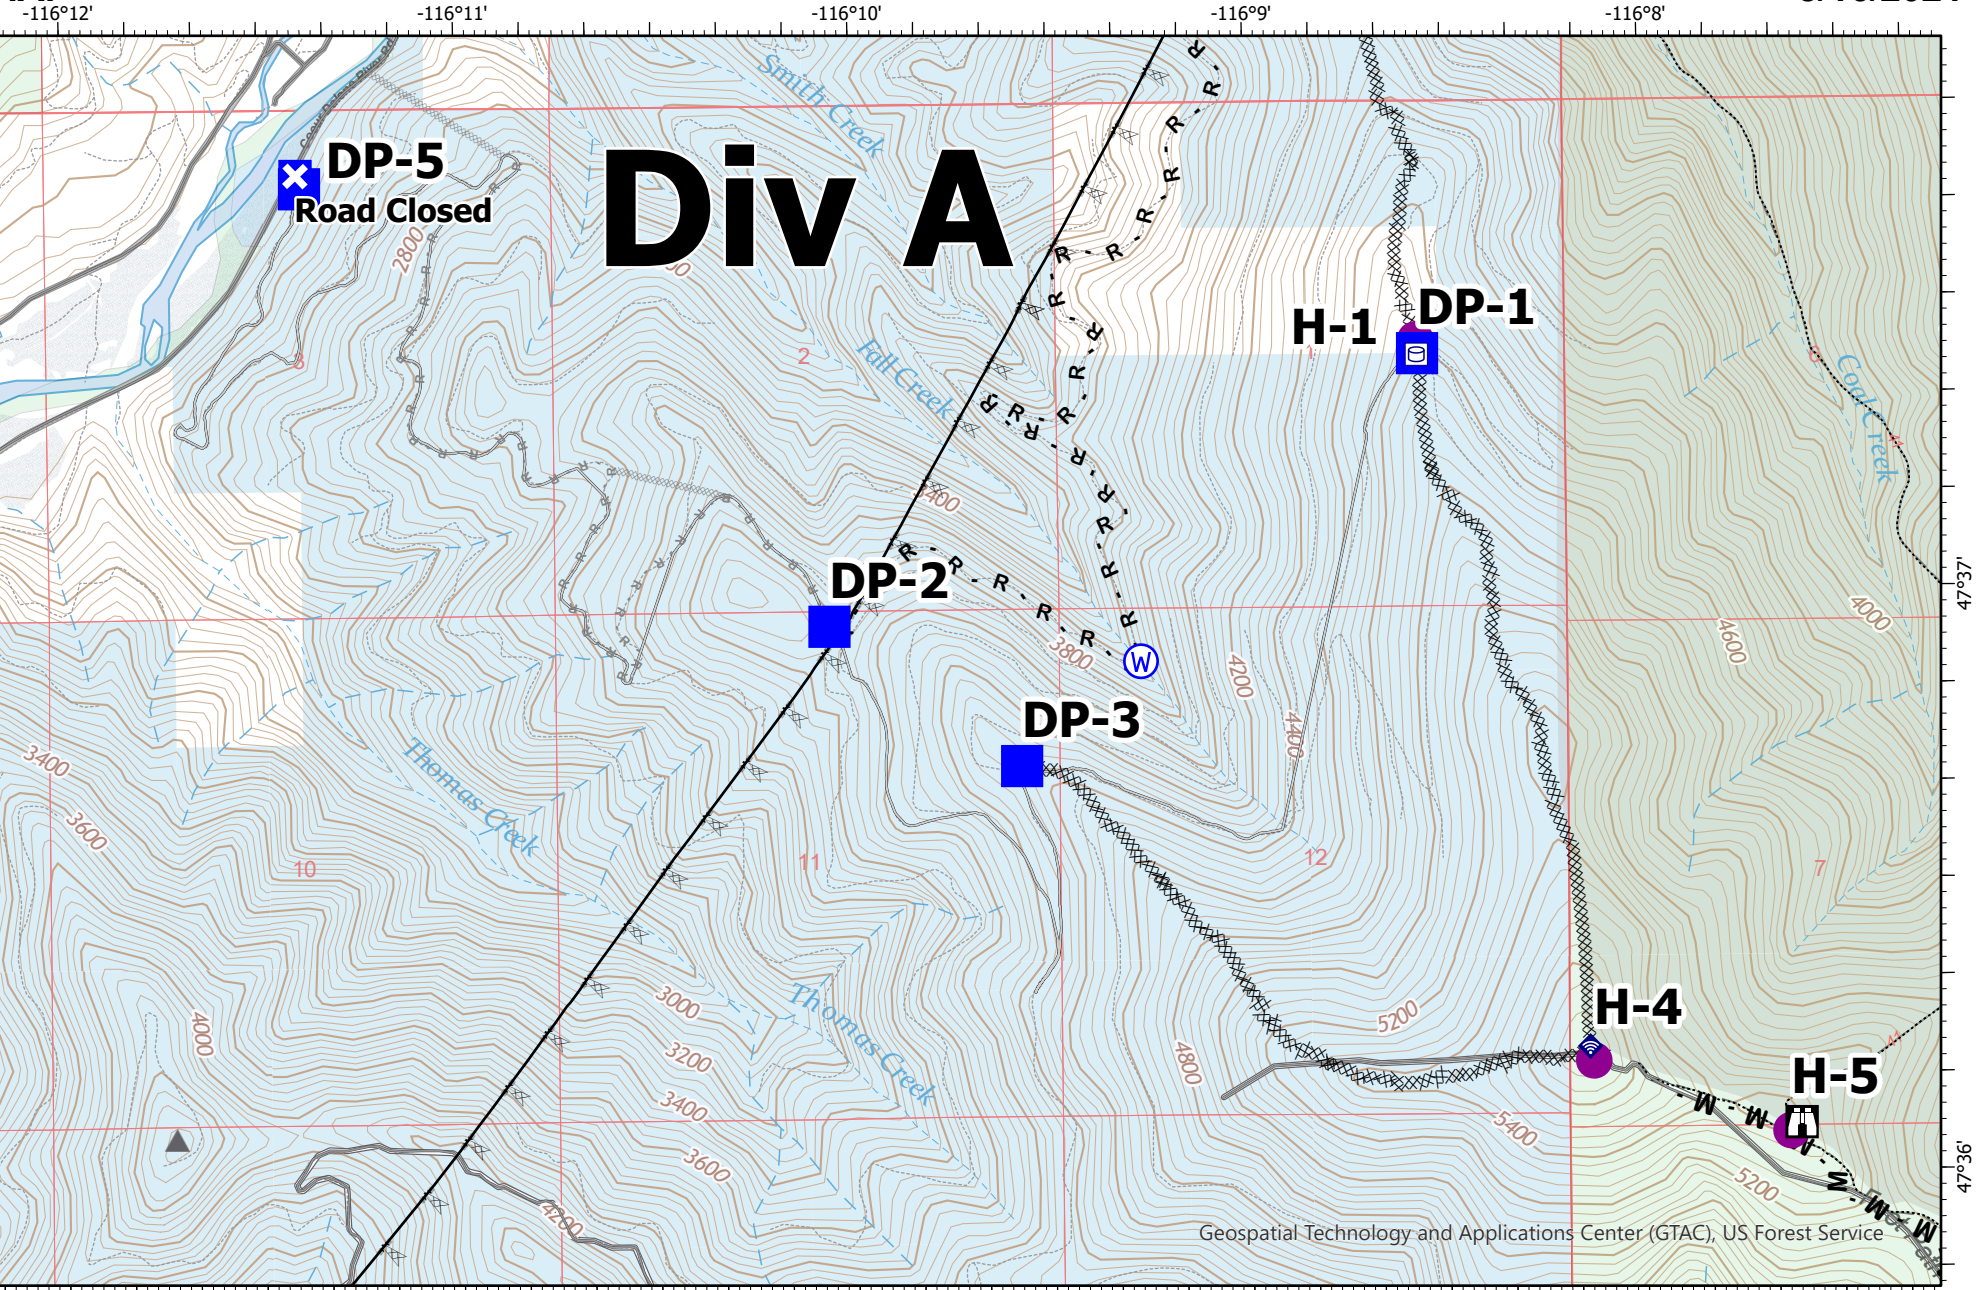 -116°12'
-116°11'
-116°10'
-116°9'
-116°8'
Smith Creek
DP-5
Road Closed
Div A
2800
H-1
DP-1
3
2
1
6
Fall Creek
Coal Creek
3400
47°37'
DP-2
4000
4600
3800
W
4200
4400
DP-3
Thomas Creek
3400
3600
10
11
12
7
Thomas Creek
3000
4000
3200
3400
3600
4200
4800
5200
H-4
H-5
5400
5200
47°36'
Geospatial Technology and Applications Center (GTAC), US Forest Service